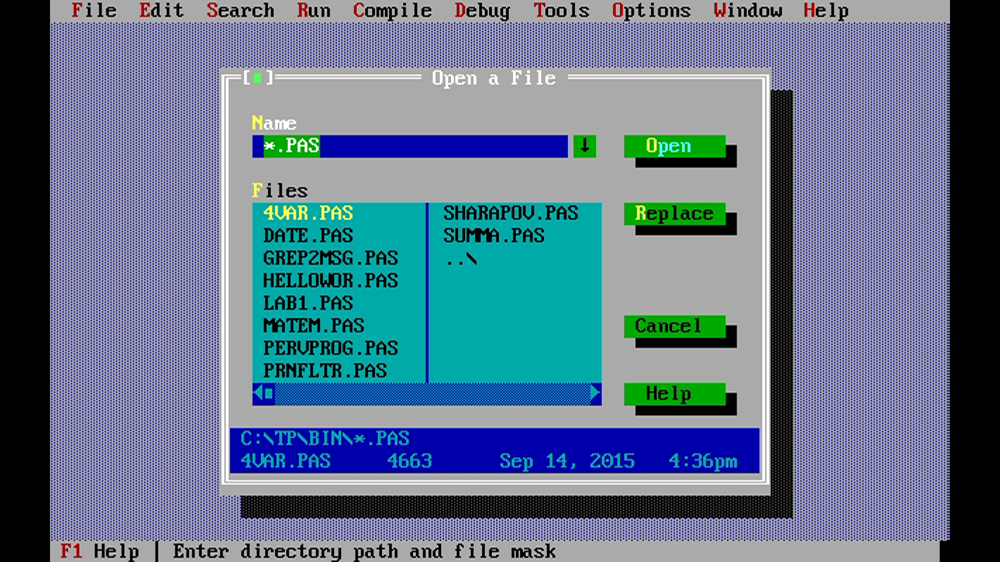 File Edit Search Run Compile Debug Tools Options Window Help
[■] Open a File
Name
*.PAS ↓ Open
Files
4VAR.PAS SHARAPOV.PAS Replace
DATE.PAS SUMMA.PAS
GREP2MSG.PAS ..\
HELLOWOR.PAS
LAB1.PAS
MATEM.PAS Cancel
PERVPROG.PAS
PRNFLTR.PAS
Help
C:\TP\BIN\*.PAS
4VAR.PAS 4663 Sep 14, 2015 4:36pm
F1 Help | Enter directory path and file mask